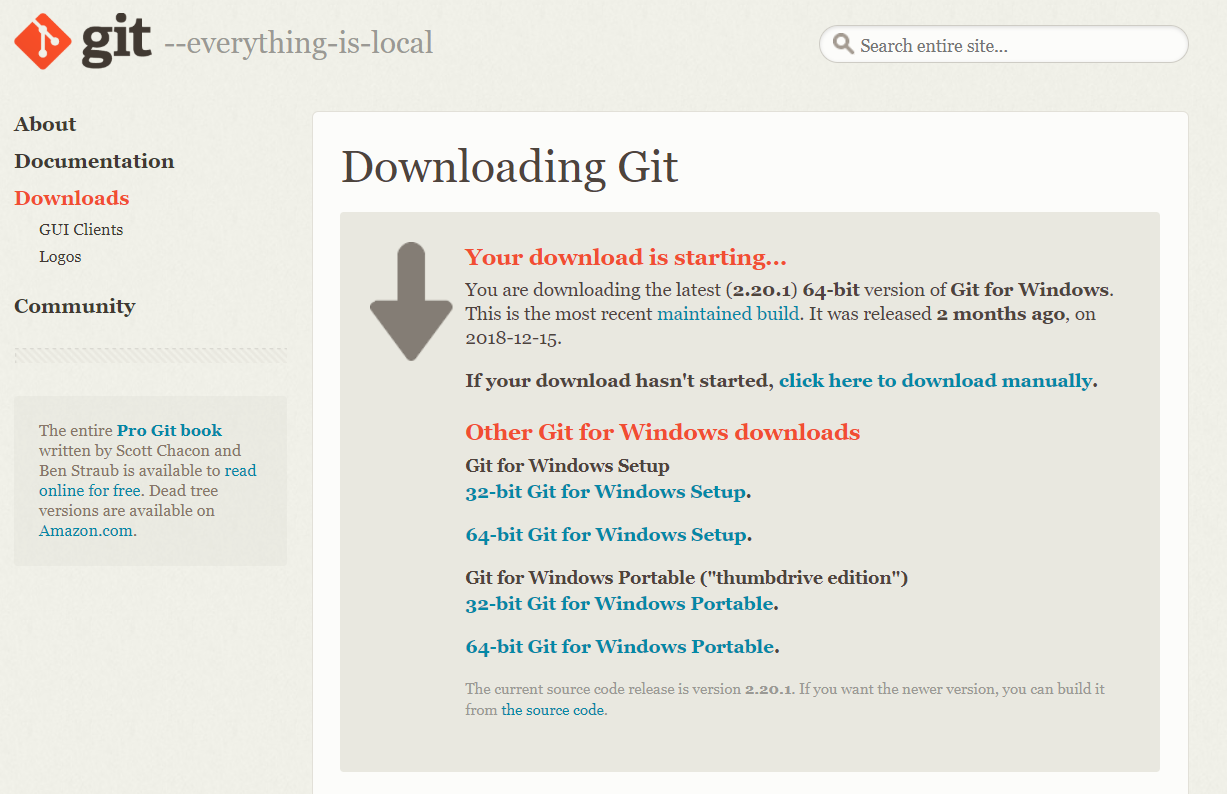 git --everything-is-local
Search entire site...
About
Documentation
Downloads
GUI Clients
Logos
Community
The entire Pro Git book
written by Scott Chacon and
Ben Straub is available to read
online for free. Dead tree
versions are available on
Amazon.com.
Downloading Git
Your download is starting...
You are downloading the latest (2.20.1) 64-bit version of Git for Windows.
This is the most recent maintained build. It was released 2 months ago, on
2018-12-15.
If your download hasn't started, click here to download manually.
Other Git for Windows downloads
Git for Windows Setup
32-bit Git for Windows Setup.
64-bit Git for Windows Setup.
Git for Windows Portable ("thumbdrive edition")
32-bit Git for Windows Portable.
64-bit Git for Windows Portable.
The current source code release is version 2.20.1. If you want the newer version, you can build it
from the source code.